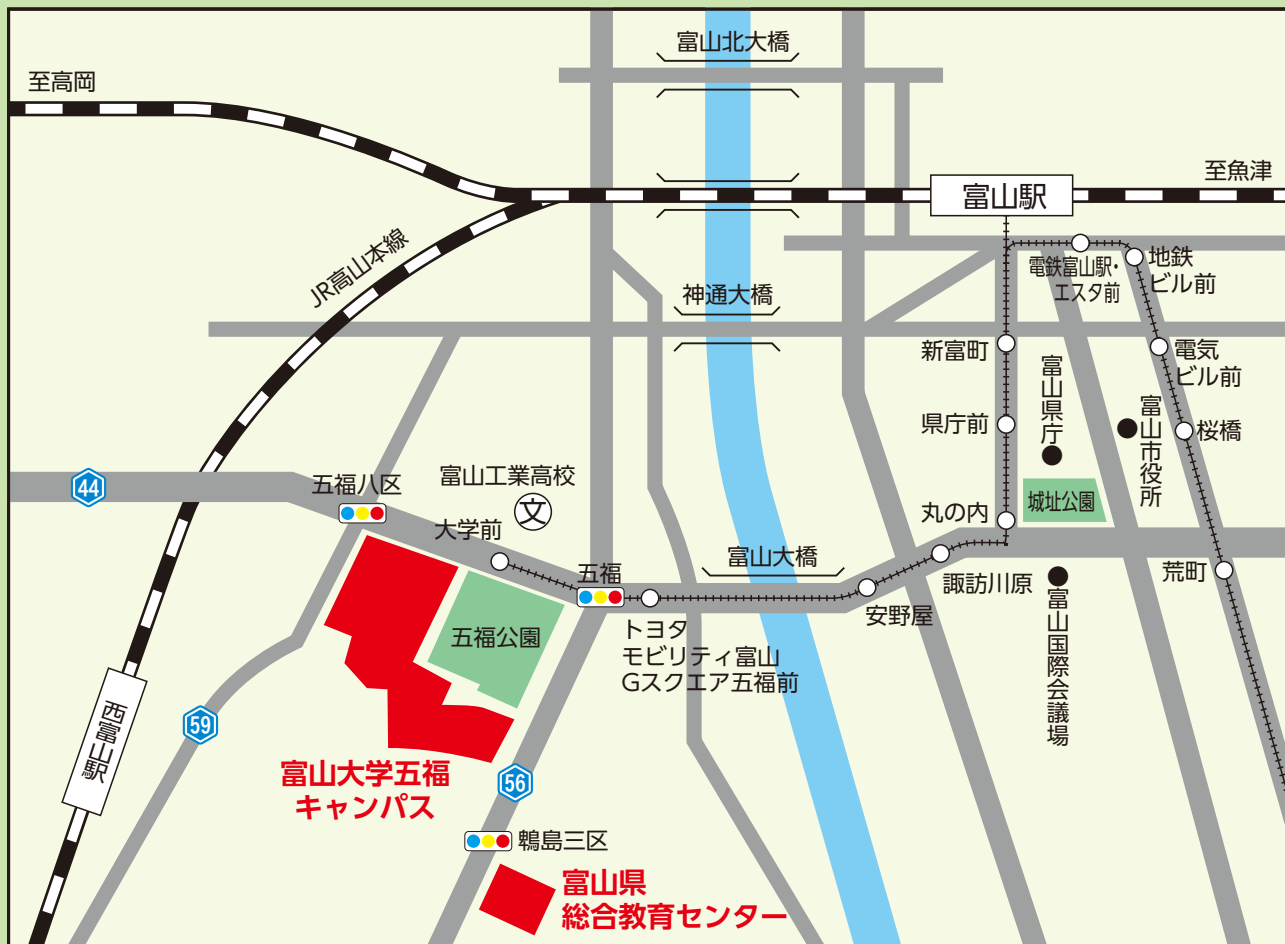 富山北大橋
至高岡
至魚津
富山駅
JR高山本線
電鉄富山駅・
エスタ前
地鉄
ビル前
神通大橋
新富町
電気
ビル前
富山県庁
県庁前
富山市役所
桜橋
44
五福八区
富山工業高校
文
大学前
城址公園
丸の内
富山大橋
五福
諏訪川原
荒町
安野屋
富山国際会議場
五福公園
トヨタ
モビリティ富山
Gスクエア五福前
西富山駅
59
富山大学五福
キャンパス
56
鵯島三区
富山県
総合教育センター